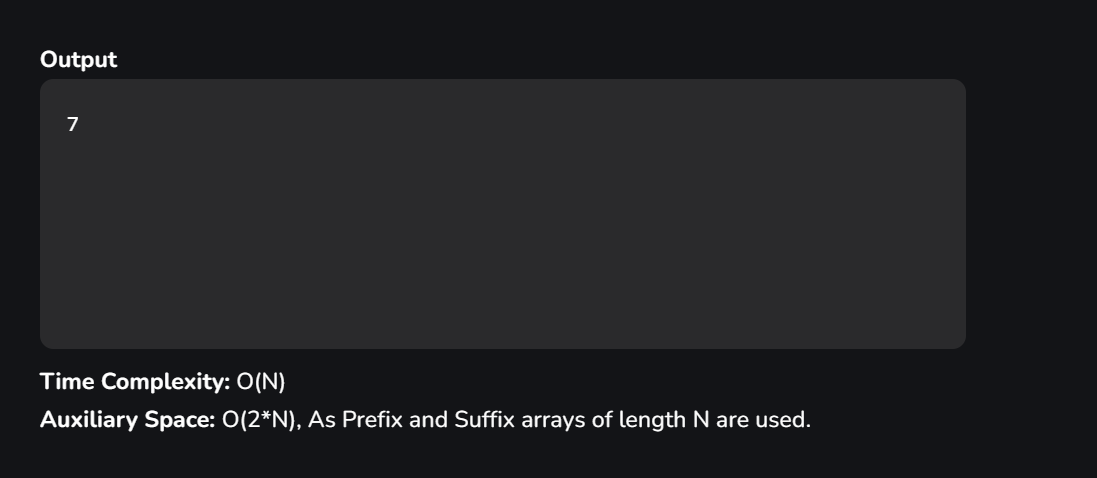 Output
7
Time Complexity: O(N)
Auxiliary Space: O(2*N), As Prefix and Suffix arrays of length N are used.